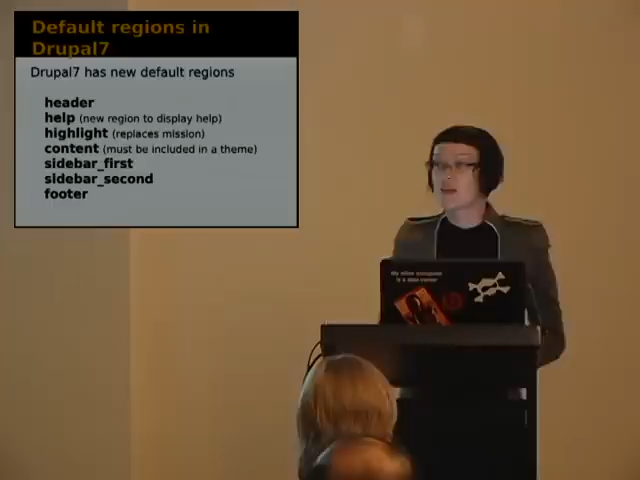 Default regions in
Drupal7
Drupal7 has new default regions
header
help (new region to display help)
highlight (replaces mission)
content (must be included in a theme)
sidebar_first
sidebar_second
footer